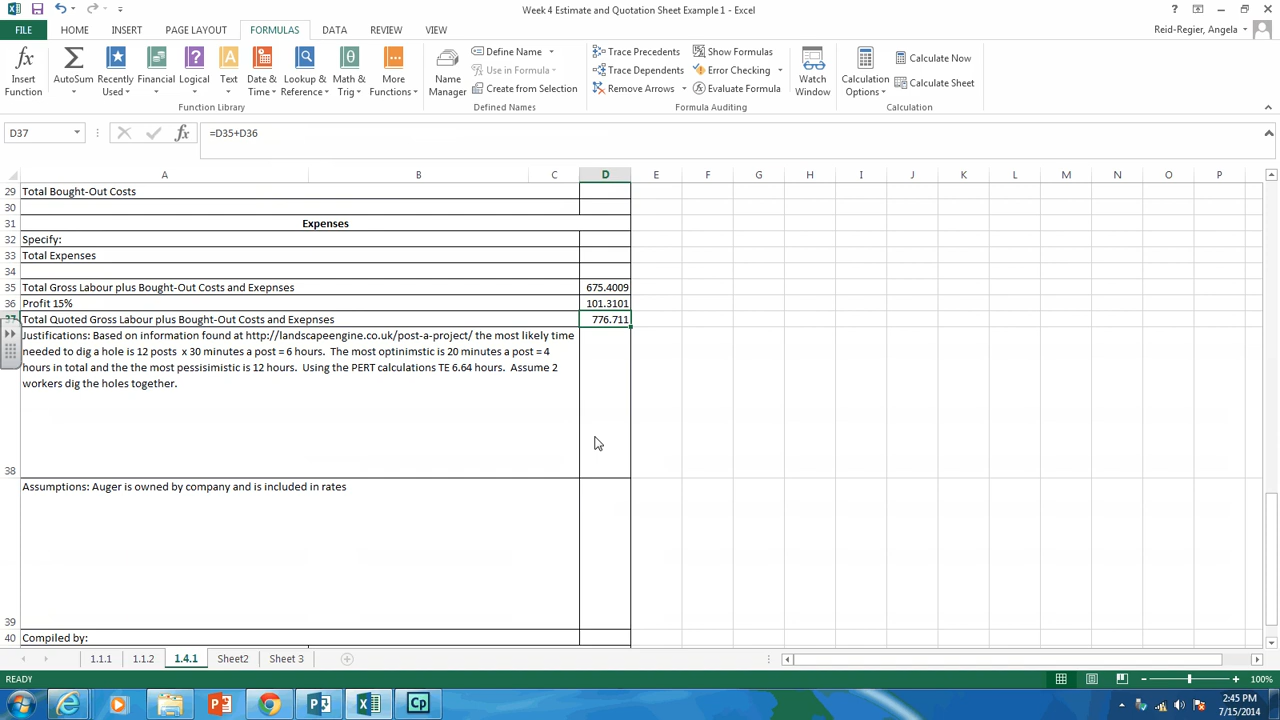 Week 4 Estimate and Quotation Sheet Example 1 - Excel
FILE HOME INSERT PAGE LAYOUT FORMULAS DATA REVIEW VIEW Reid-Regier, Angela
Insert Function
AutoSum
Recently Used
Financial
Logical
Text
Date & Time
Lookup & Reference
Math & Trig
More Functions
Function Library
Name Manager
Define Name
Use in Formula
Create from Selection
Defined Names
Trace Precedents
Trace Dependents
Remove Arrows
Show Formulas
Error Checking
Evaluate Formula
Formula Auditing
Watch Window
Calculation Options
Calculate Now
Calculate Sheet
Calculation
D37 fx =D35+D36
A B C D E F G H I J K L M N O P
29 Total Bought-Out Costs
30
31 Expenses
32 Specify:
33 Total Expenses
34
35 Total Gross Labour plus Bought-Out Costs and Exepnses 675.4009
36 Profit 15% 101.3101
37 Total Quoted Gross Labour plus Bought-Out Costs and Exepnses 776.711
Justifications: Based on information found at http://landscapeengine.co.uk/post-a-project/ the most likely time
needed to dig a hole is 12 posts x 30 minutes a post = 6 hours. The most optinimstic is 20 minutes a post = 4
hours in total and the the most pessisimistic is 12 hours. Using the PERT calculations TE 6.64 hours. Assume 2
workers dig the holes together.
38
Assumptions: Auger is owned by company and is included in rates
39
40 Compiled by:
1.1.1 1.1.2 1.4.1 Sheet2 Sheet 3
READY 100%
2:45 PM
7/15/2014